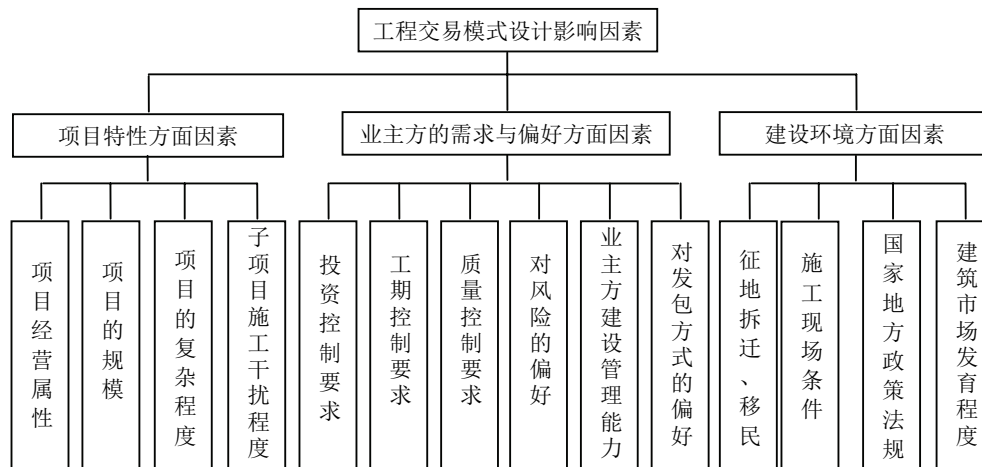 工程交易模式设计影响因素
项目特性方面因素
业主方的需求与偏好方面因素
建设环境方面因素
项目经营属性
项目的规模
项目的复杂程度
子项目施工干扰程度
投资控制要求
工期控制要求
质量控制要求
对风险的偏好
业主方建设管理能力
对发包方式的偏好
征地拆迁、移民
施工现场条件
国家地方政策法规
建筑市场发育程度